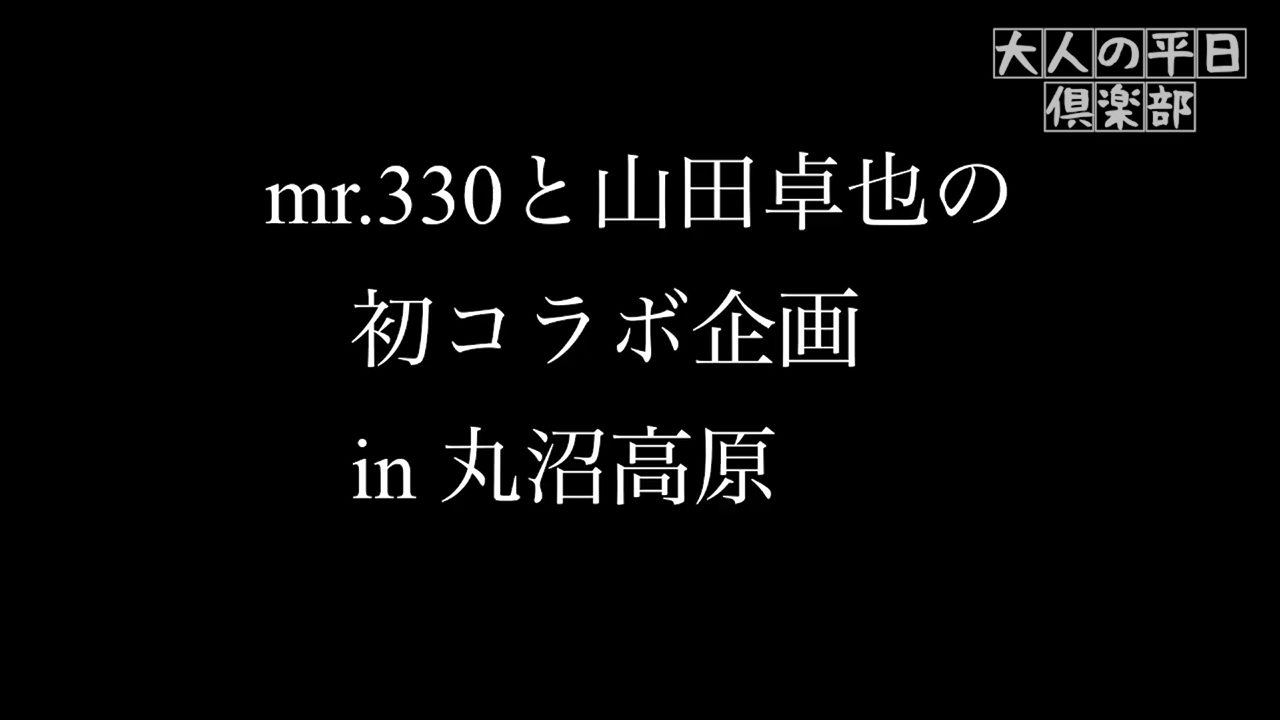 大人の平日
倶楽部
mr.330と山田卓也の
初コラボ企画
in 丸沼高原